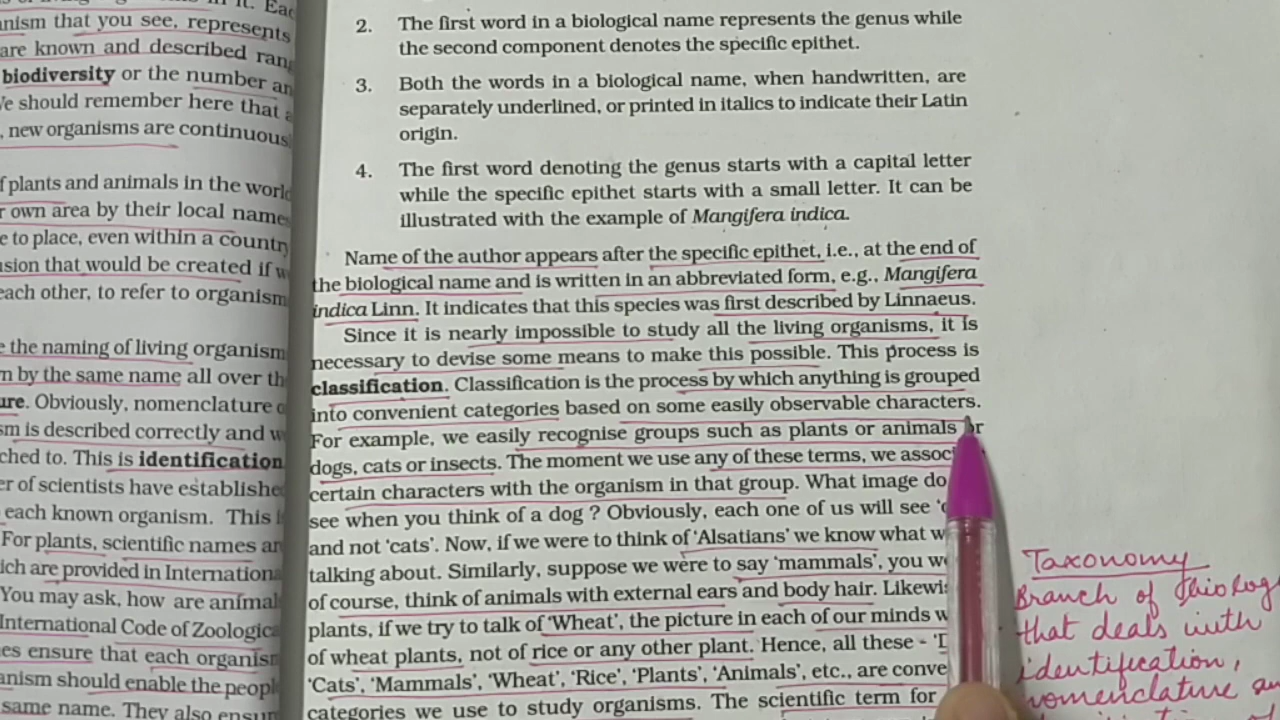 that you see, represents
are known and described
biodiversity or the number
should remember here that
, new organisms are continuous
plants and animals in the world
own area by their local name
to place, even within a country
that would be created if
each other, to refer to organism
the naming of living organism
by the same name all over
. Obviously, nomenclature
is described correctly and
to. This is identification
of scientists have established
each known organism. This
For plants, scientific names
are provided in International
You may ask, how are animal
International Code of Zoologica
ensure that each organism
should enable the people
same name. They also ensur
2. The first word in a biological name represents the genus while
the second component denotes the specific epithet.
3. Both the words in a biological name, when handwritten, are
separately underlined, or printed in italics to indicate their Latin
origin.
4. The first word denoting the genus starts with a capital letter
while the specific epithet starts with a small letter. It can be
illustrated with the example of Mangifera indica.
Name of the author appears after the specific epithet, i.e., at the end of
the biological name and is written in an abbreviated form, e.g., Mangifera
indica Linn. It indicates that this species was first described by Linnaeus.
Since it is nearly impossible to study all the living organisms, it is
necessary to devise some means to make this possible. This process is
classification. Classification is the process by which anything is grouped
into convenient categories based on some easily observable characters.
For example, we easily recognise groups such as plants or animals or
dogs, cats or insects. The moment we use any of these terms, we
certain characters with the organism in that group. What image do
see when you think of a dog ? Obviously, each one of us will see
and not 'cats'. Now, if we were to think of 'Alsatians' we know what
talking about. Similarly, suppose we were to say 'mammals', you
of course, think of animals with external ears and body hair.
plants, if we try to talk of 'Wheat', the picture in each of our minds
of wheat plants, not of rice or any other plant. Hence, all these -
'Cats', 'Mammals', 'Wheat', 'Rice', 'Plants', 'Animals', etc., are
categories we use to study organisms. The scientific term for
Taxonomy
Branch of Biology
that deals with
identification,
nomenclature